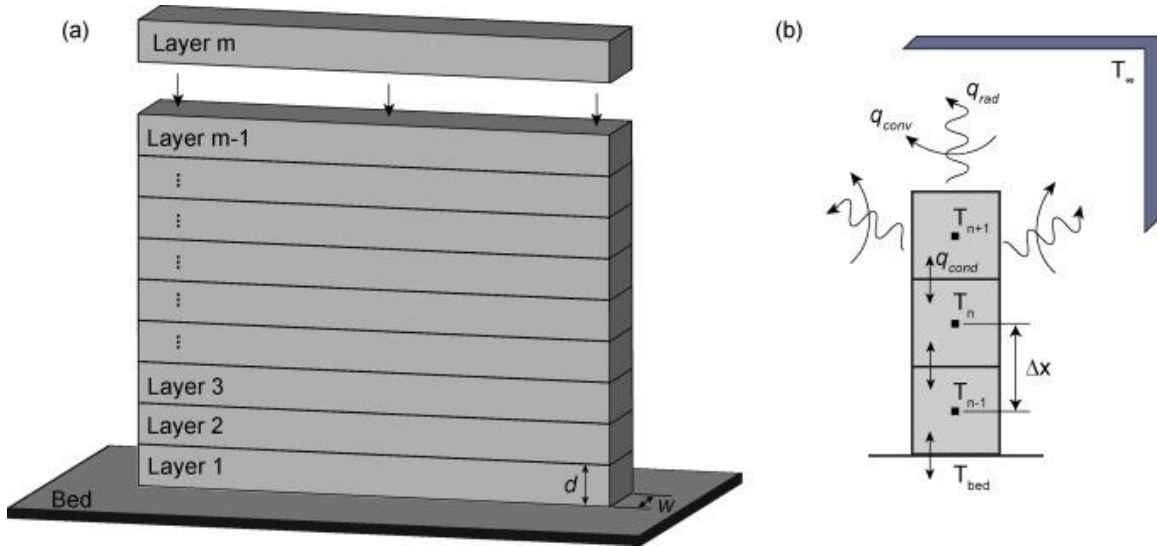 (a)
Layer m
Layer m-1
⋮
⋮
⋮
⋮
⋮
Layer 3
Layer 2
Layer 1
d
w
Bed
(b)
T∞
qrad
qconv
Tn+1
qcond
Tn
Δx
Tn-1
Tbed